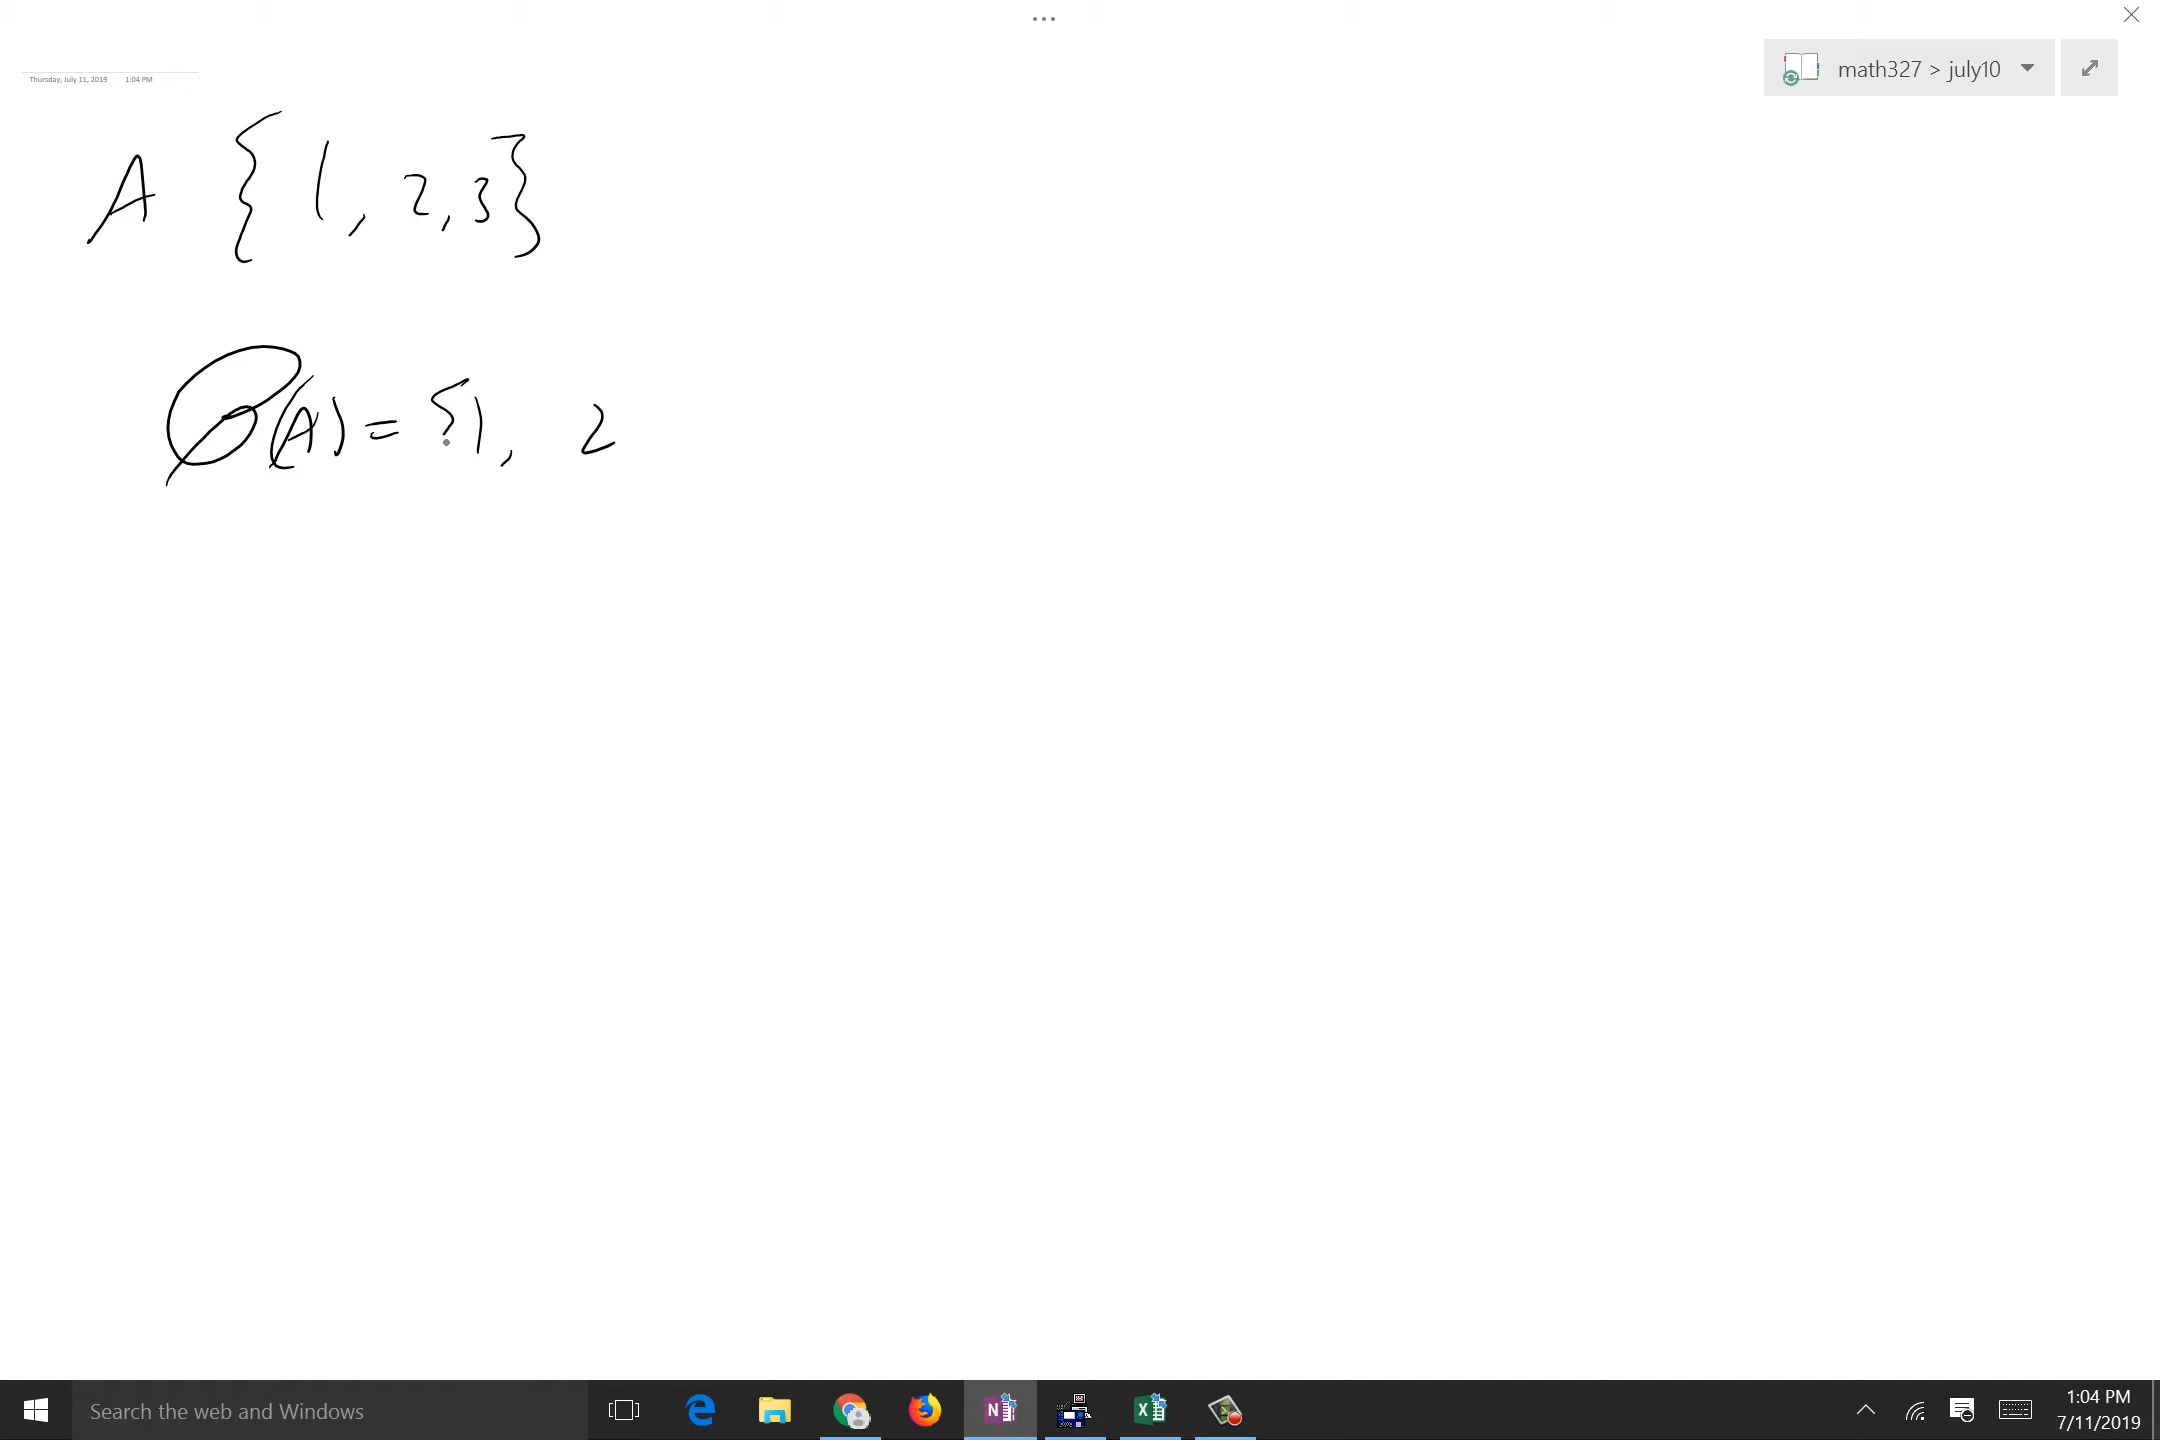 math327 > july10
Thursday, July 11, 2019 1:04 PM
A { 1, 2, 3}
𝒫(A) = {1, 2
Search the web and Windows
1:04 PM
7/11/2019